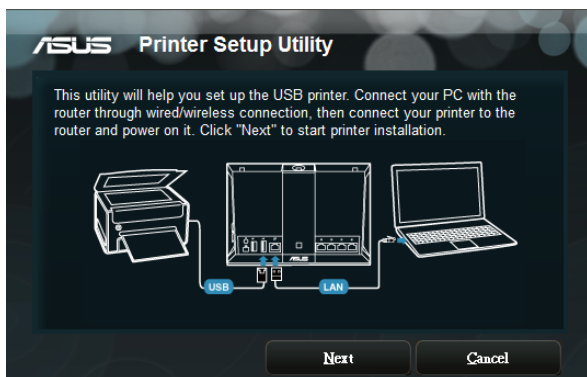 ASUS Printer Setup Utility
This utility will help you set up the USB printer. Connect your PC with the
router through wired/wireless connection, then connect your printer to the
router and power on it. Click "Next" to start printer installation.
ASUS
USB
LAN
Next
Cancel